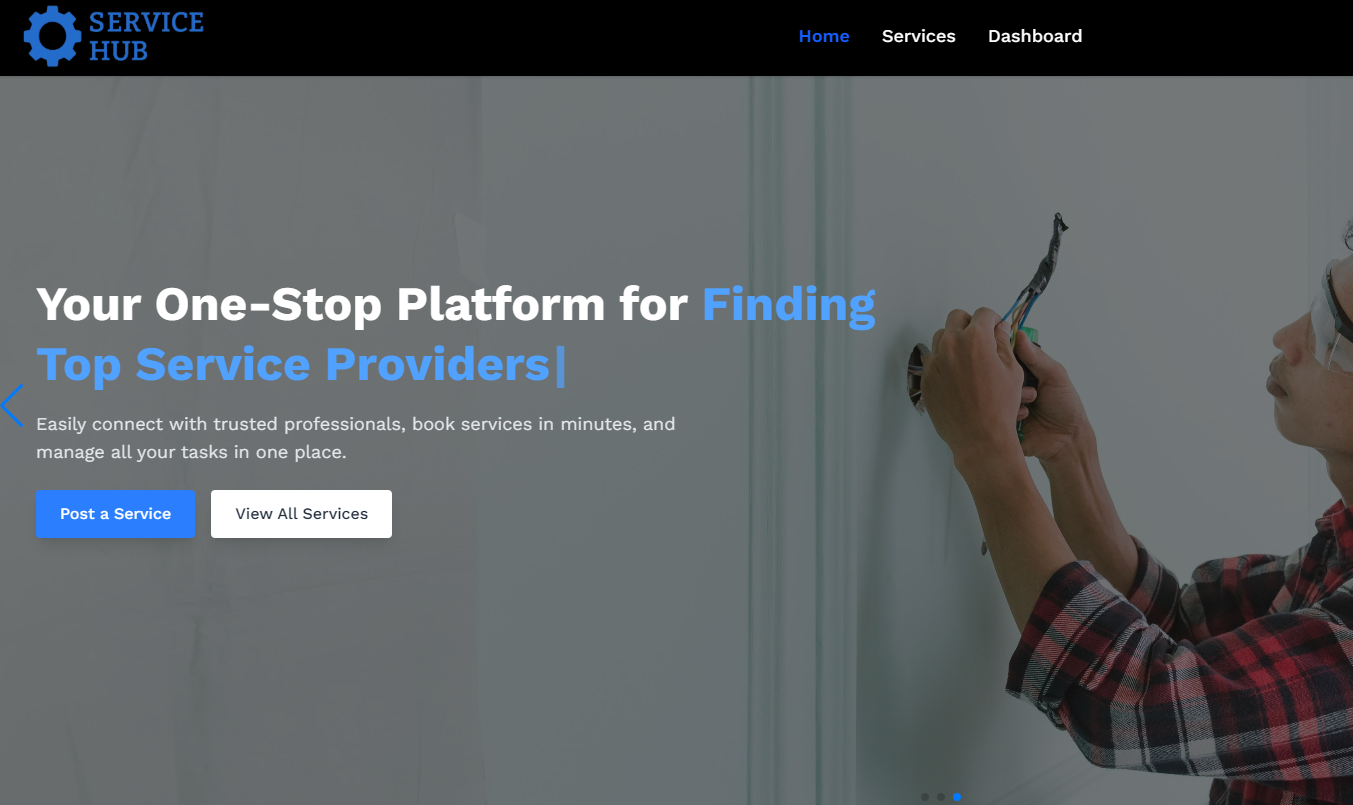 SERVICE
HUB
Home Services Dashboard
Your One-Stop Platform for Finding
Top Service Providers|
Easily connect with trusted professionals, book services in minutes, and
manage all your tasks in one place.
Post a Service View All Services